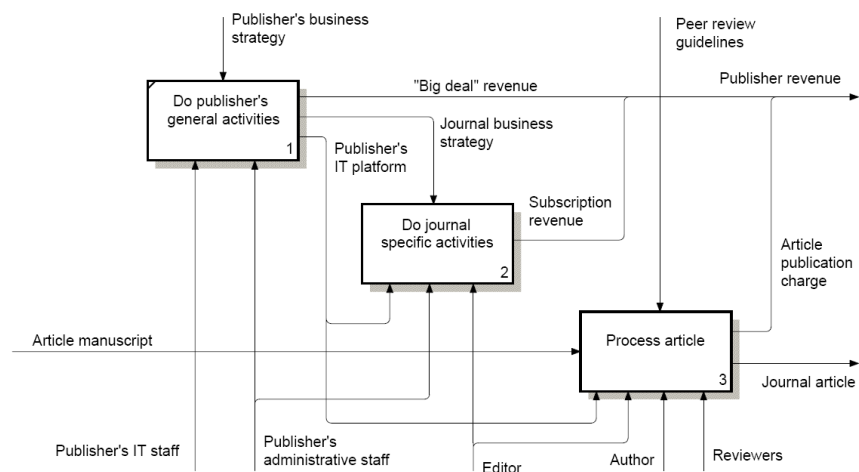 Publisher's business
strategy
Peer review
guidelines
"Big deal" revenue
Publisher revenue
Do publisher's
general activities
1
Journal business
strategy
Publisher's
IT platform
Do journal
specific activities
2
Subscription
revenue
Article
publication
charge
Article manuscript
Process article
3
Journal article
Publisher's IT staff
Publisher's
administrative staff
Editor
Author
Reviewers